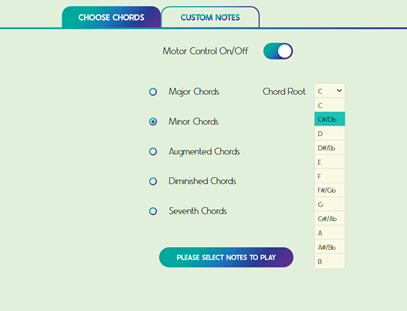 CHOOSE CHORDS
CUSTOM NOTES
Motor Control On/Off
Major Chords
Minor Chords
Augmented Chords
Diminished Chords
Seventh Chords
Chord Root
C
C
C#/Db
D
D#/Eb
E
F
F#/Gb
G
G#/Ab
A
A#/Bb
B
PLEASE SELECT NOTES TO PLAY